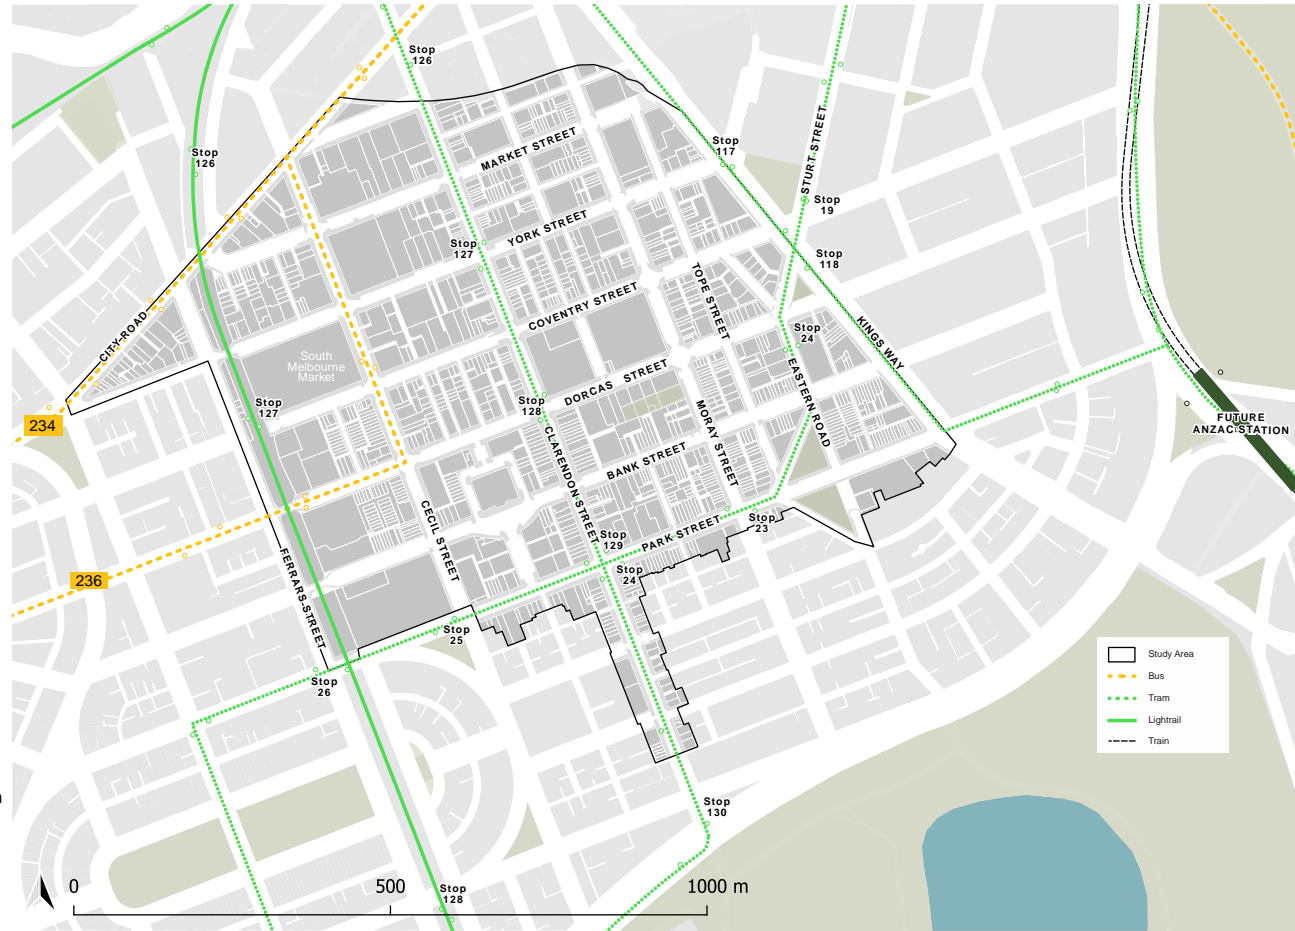 Stop
126
MARKET STREET
Stop
117
STURT STREET
Stop
126
Stop
19
YORK STREET
Stop
127
Stop
118
TOPE STREET
COVENTRY STREET
CITY ROAD
KINGS WAY
Stop
24
South
Melbourne
Market
DORCAS STREET
EASTERN ROAD
Stop
127
Stop
128
MORAY STREET
234
FUTURE
ANZAC STATION
CLARENDON STREET
BANK STREET
CECIL STREET
Stop
23
PARK STREET
Stop
129
FERRARS STREET
236
Stop
24
Stop
25
Stop
26
Study Area
Bus
Tram
Lightrail
Train
Stop
130
Stop
128
0 500 1000 m